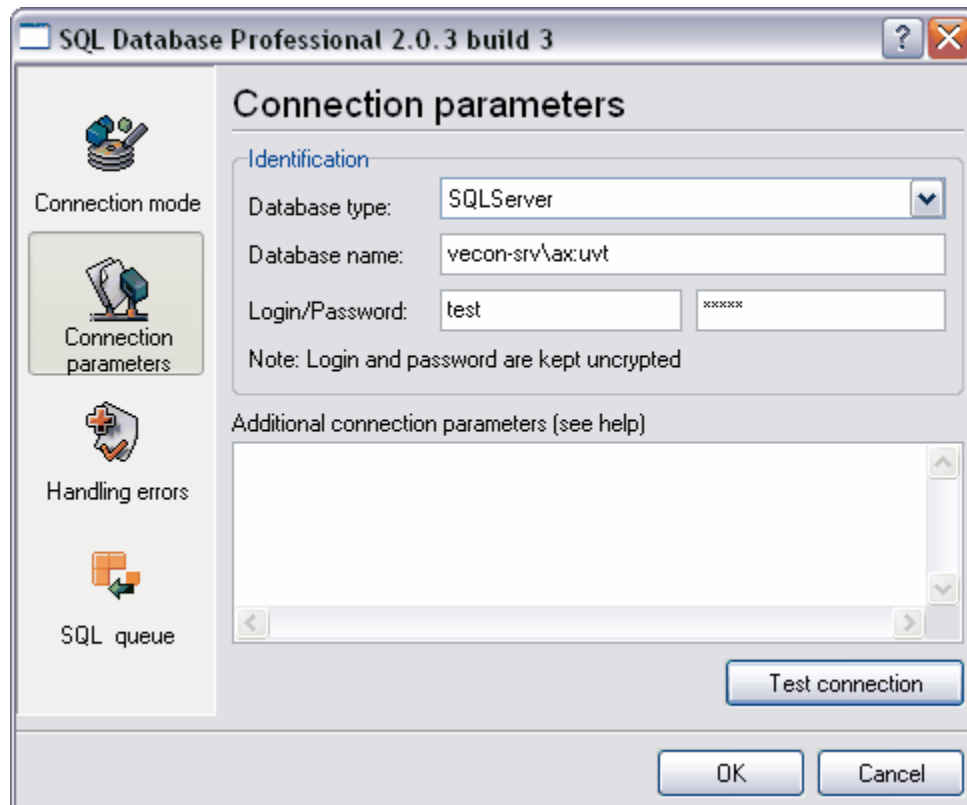 SQL Database Professional 2.0.3 build 3
Connection mode
Connection
parameters
Handling errors
SQL queue
Connection parameters
Identification
Database type:
SQLServer
Database name:
vecon-srv\ax:uvt
Login/Password:
test
*****
Note: Login and password are kept uncrypted
Additional connection parameters (see help)
Test connection
OK
Cancel